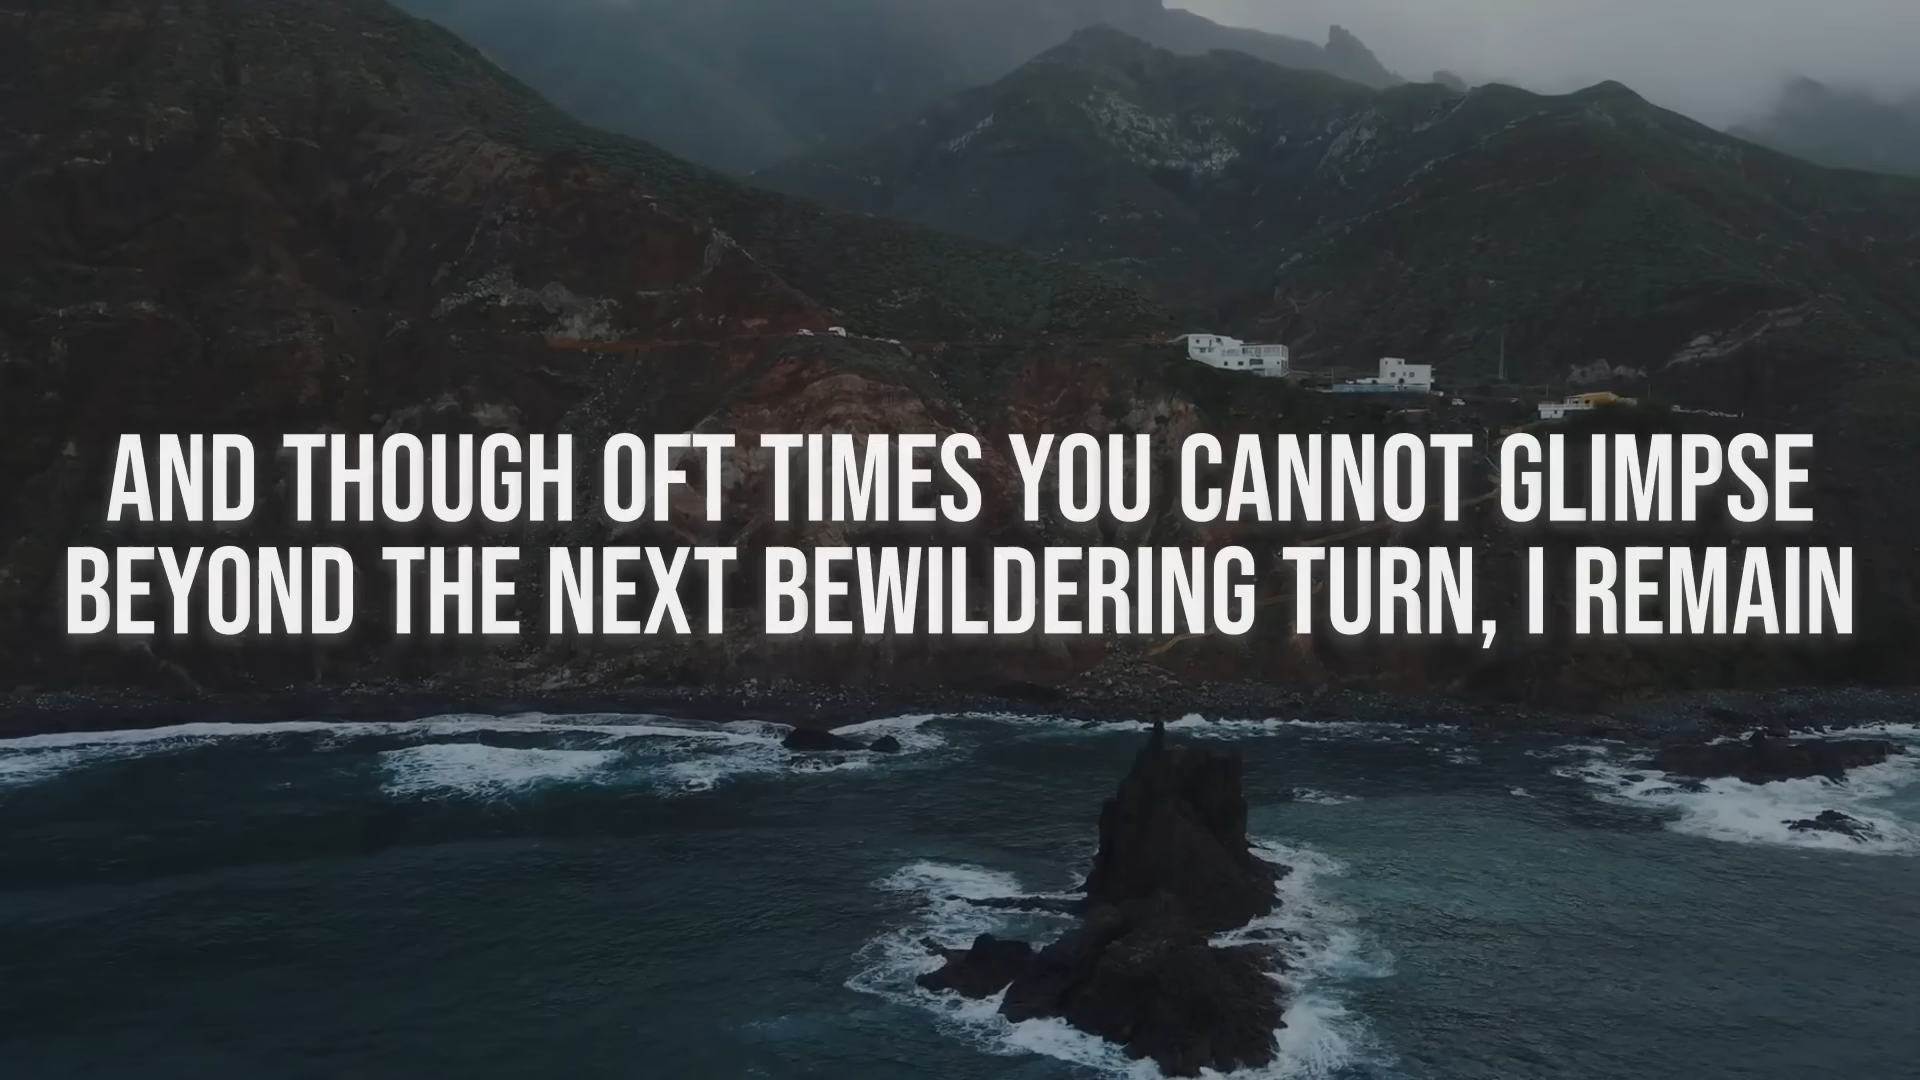 AND THOUGH OFT TIMES YOU CANNOT GLIMPSE
BEYOND THE NEXT BEWILDERING TURN, I REMAIN